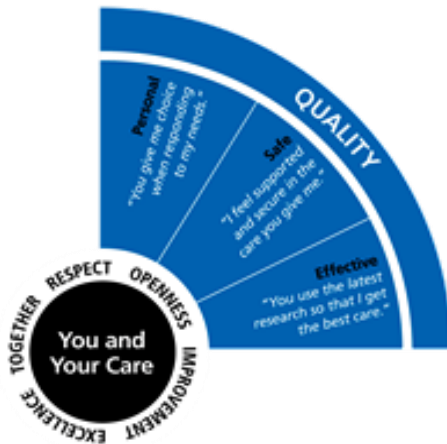 QUALITY
Personal
"You give me choice
when responding
to my needs."
Safe
"I feel supported
and secure in the
care you give me."
Effective
"You use the latest
research so that I get
the best care."
TOGETHER RESPECT OPENNESS IMPROVEMENT EXCELLENCE
You and
Your Care